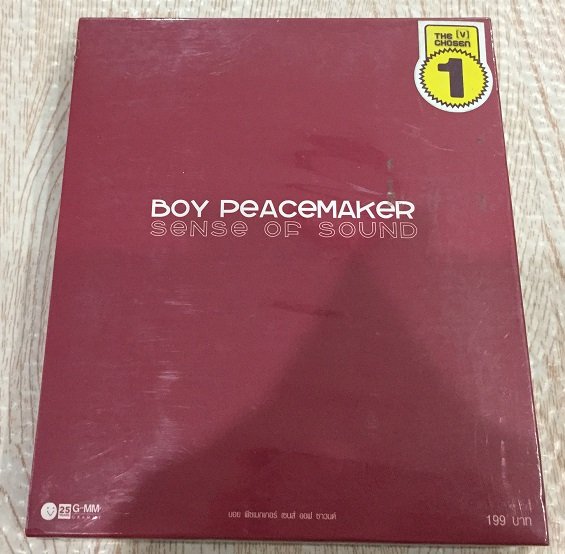 THE [V]
CHOSEN
1
BOY PEACEMAKER
SENSE OF SOUND
25
G-MM
GRAMMY
บอย พีซเมกเกอร์ เซนส์ ออฟ ซาวนด์
199 บาท